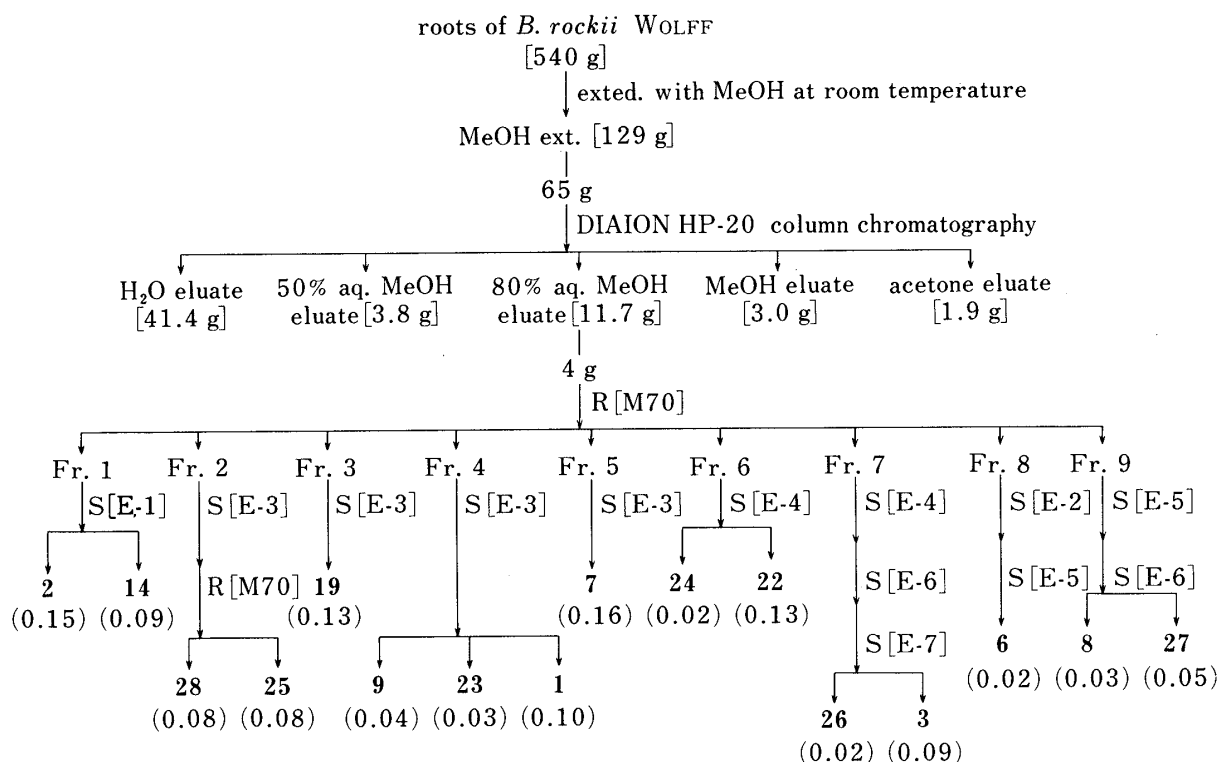 roots of B. rockii WOLFF
[540 g]
exted. with MeOH at room temperature
MeOH ext. [129 g]
65 g
DIAION HP-20 column chromatography
H₂O eluate 50% aq. MeOH 80% aq. MeOH MeOH eluate acetone eluate
[41.4 g] eluate[3.8 g] eluate[11.7 g] [3.0 g] [1.9 g]
4 g
R[M70]
Fr. 1 Fr. 2 Fr. 3 Fr. 4 Fr. 5 Fr. 6 Fr. 7 Fr. 8 Fr. 9
S[E-1] S[E-3] S[E-3] S[E-3] S[E-3] S[E-4] S[E-4] S[E-2] S[E-5]
2 14 R[M70] 19 7 24 22 S[E-6] S[E-5] S[E-6]
(0.15) (0.09) (0.13) (0.16) (0.02) (0.13)
S[E-7] 6 8 27
(0.02) (0.03) (0.05)
28 25 9 23 1
(0.08) (0.08) (0.04) (0.03) (0.10)
26 3
(0.02) (0.09)